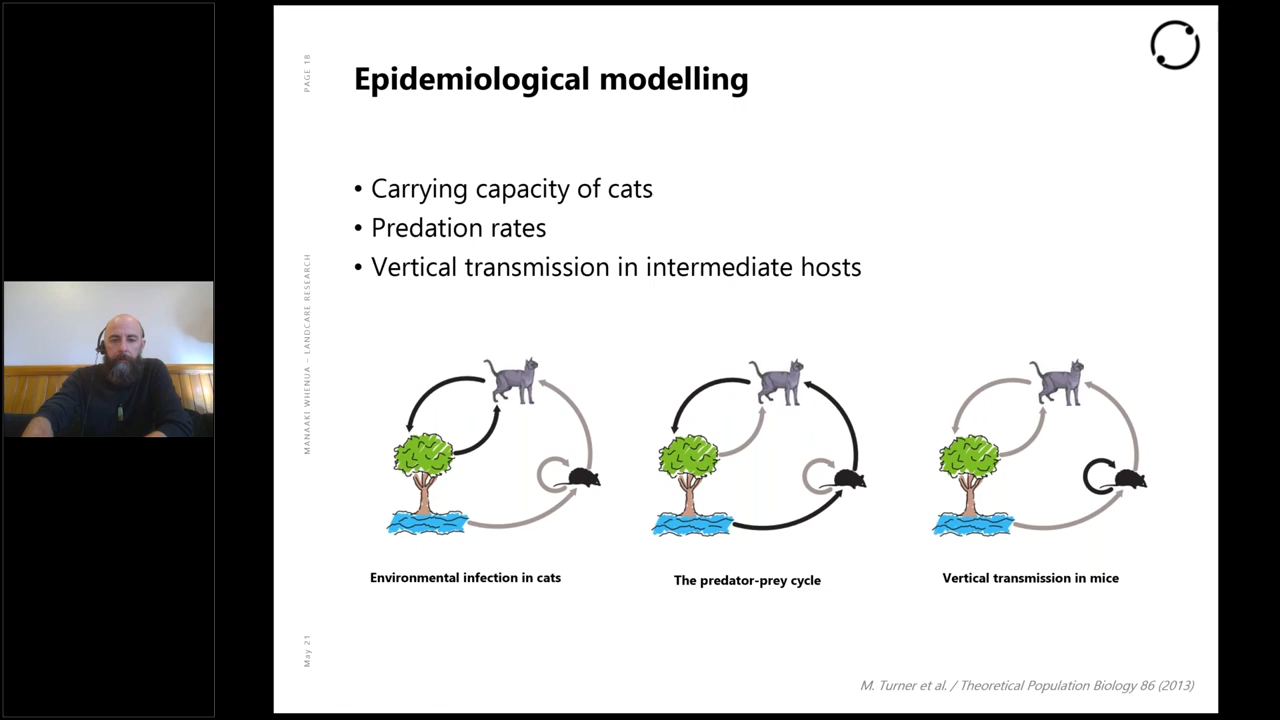 PAGE 18
Epidemiological modelling
• Carrying capacity of cats
• Predation rates
• Vertical transmission in intermediate hosts
MANAAKI WHENUA – LANDCARE RESEARCH
Environmental infection in cats
The predator-prey cycle
Vertical transmission in mice
May 21
M. Turner et al. / Theoretical Population Biology 86 (2013)